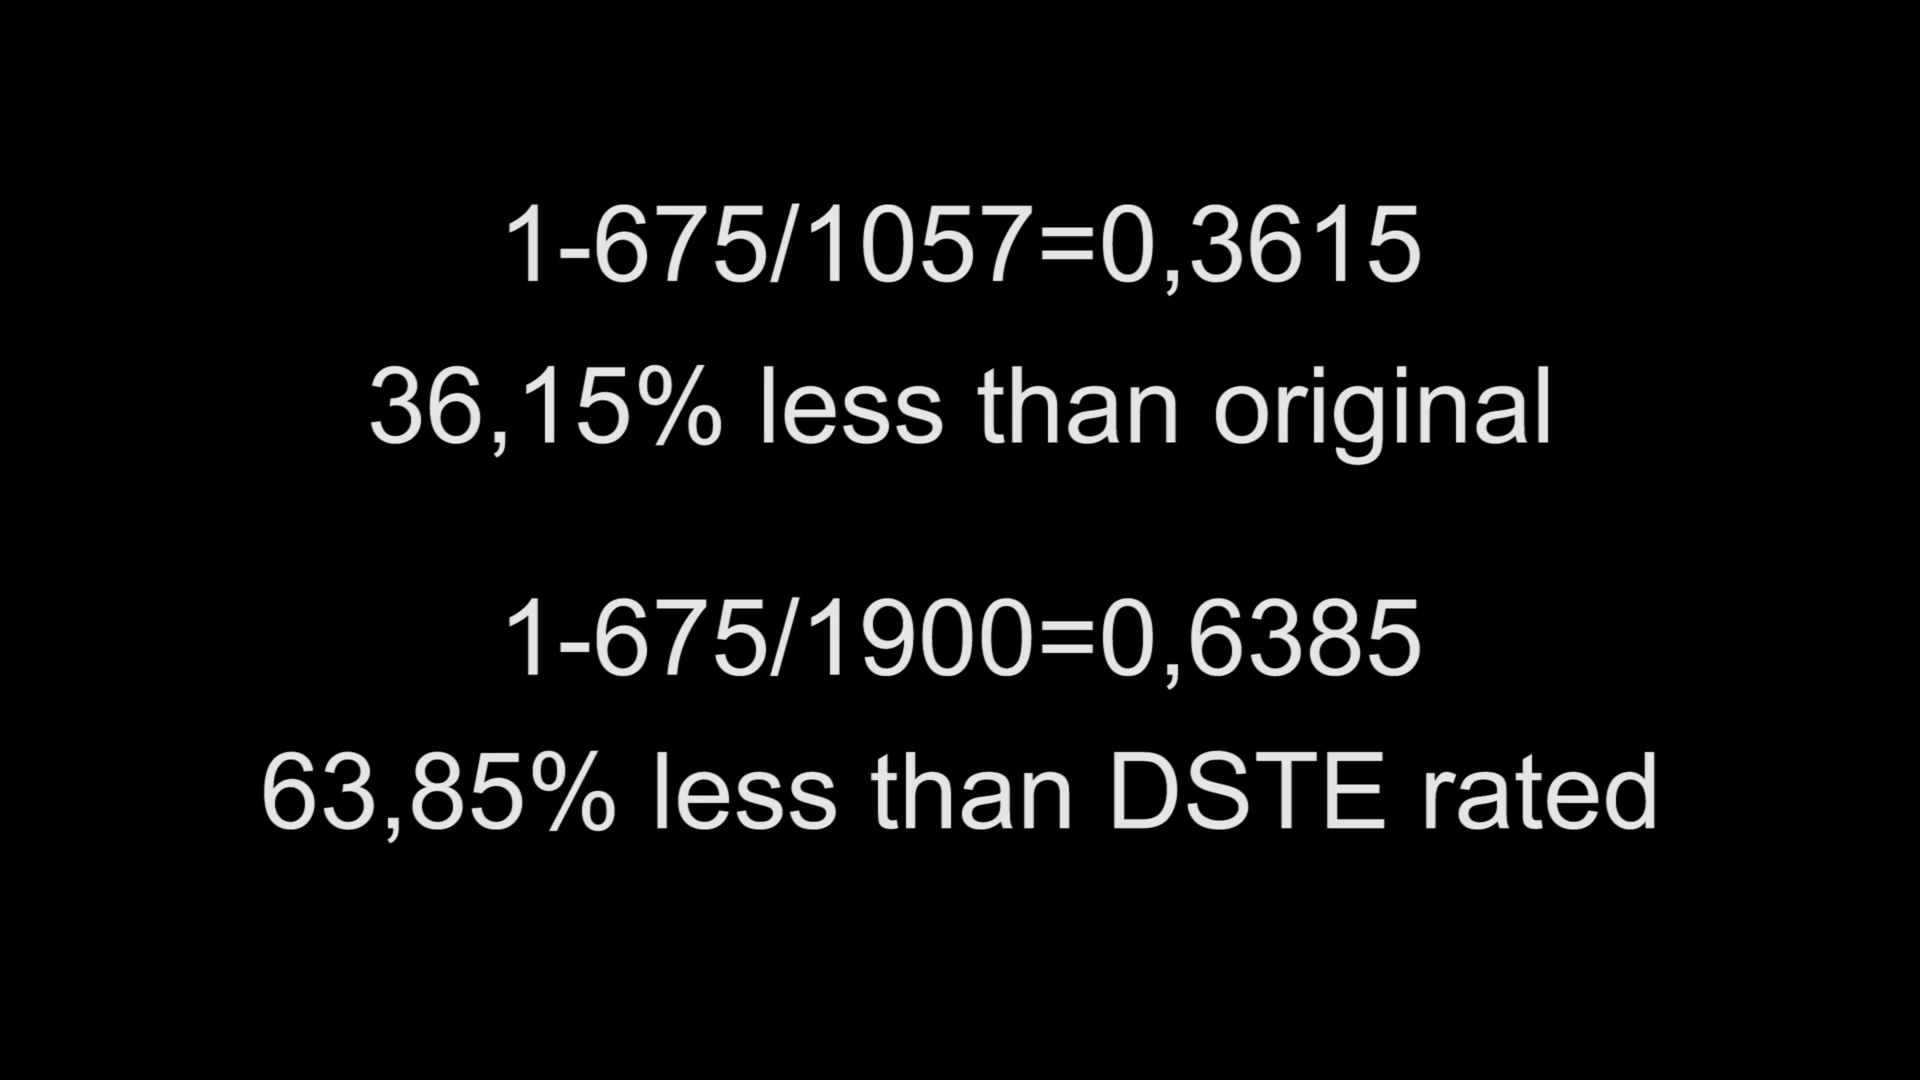 1-675/1057=0,3615
36,15% less than original
1-675/1900=0,6385
63,85% less than DSTE rated